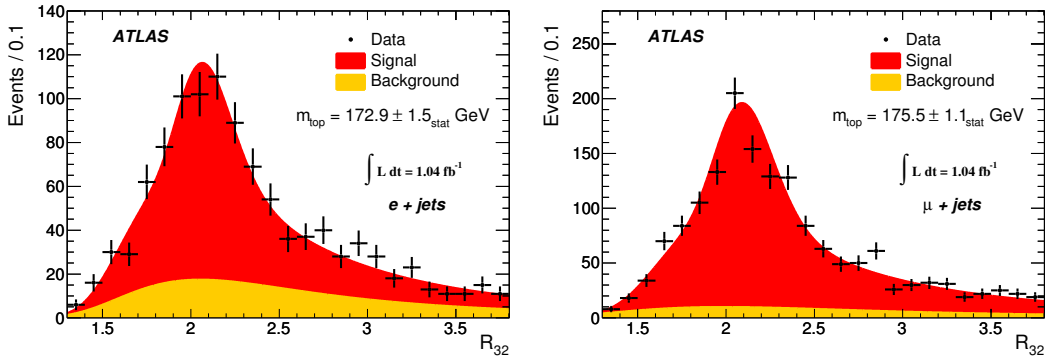 Events / 0.1
140
120
100
80
60
40
20
0
ATLAS
Data
Signal
Background
m_top = 172.9 ± 1.5_stat GeV
∫ L dt = 1.04 fb⁻¹
e + jets
1.5 2 2.5 3 3.5
R₃₂
Events / 0.1
250
200
150
100
50
0
ATLAS
Data
Signal
Background
m_top = 175.5 ± 1.1_stat GeV
∫ L dt = 1.04 fb⁻¹
μ + jets
1.5 2 2.5 3 3.5
R₃₂